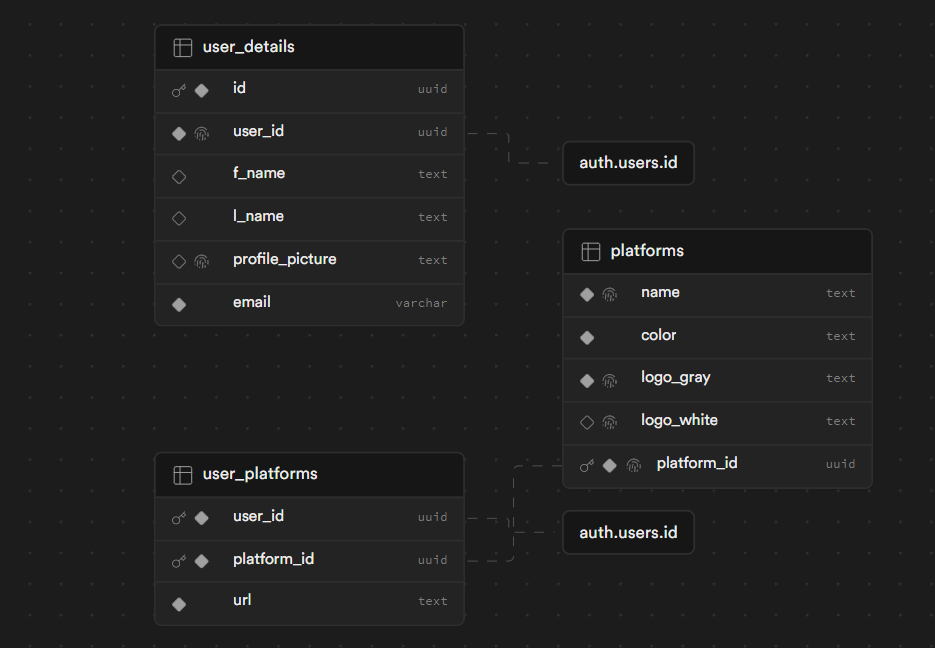 user_details
id uuid
user_id uuid
f_name text
l_name text
profile_picture text
email varchar
auth.users.id
platforms
name text
color text
logo_gray text
logo_white text
platform_id uuid
user_platforms
user_id uuid
platform_id uuid
url text
auth.users.id